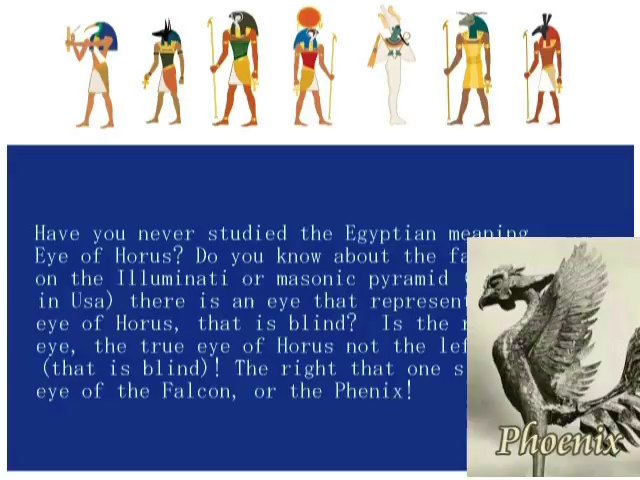 Have you never studied the Egyptian meaning
Eye of Horus? Do you know about the fa
on the Illuminati or masonic pyramid
in Usa) there is an eye that represent
eye of Horus, that is blind? Is the
eye, the true eye of Horus not the lef
(that is blind)! The right that one s
eye of the Falcon, or the Phenix!
Phoenix